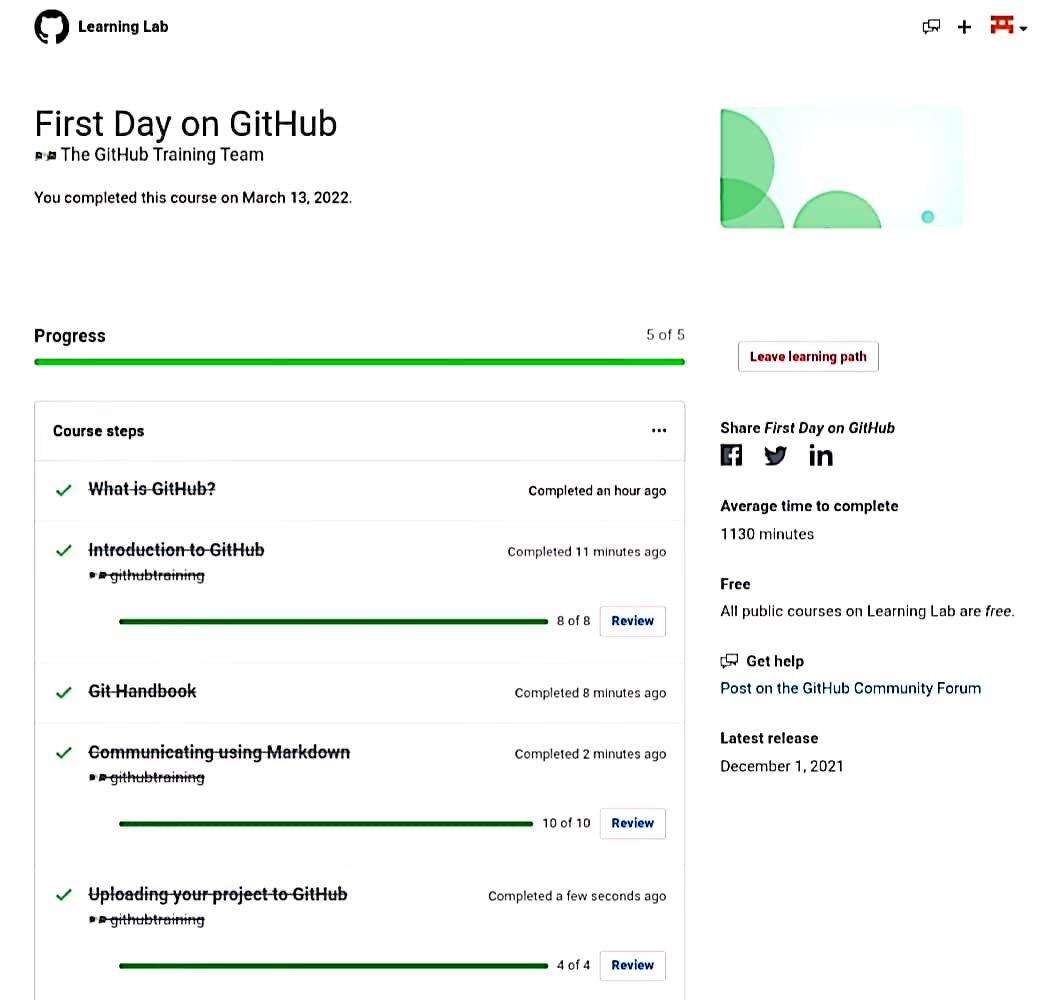 Learning Lab
First Day on GitHub
The GitHub Training Team
You completed this course on March 13, 2022.
Progress
5 of 5
Leave learning path
Course steps
...
What is GitHub?
Completed an hour ago
Introduction to GitHub
Completed 11 minutes ago
githubtraining
8 of 8
Review
Git Handbook
Completed 8 minutes ago
Communicating using Markdown
Completed 2 minutes ago
githubtraining
10 of 10
Review
Uploading your project to GitHub
Completed a few seconds ago
githubtraining
4 of 4
Review
Share First Day on GitHub
Average time to complete
1130 minutes
Free
All public courses on Learning Lab are free.
Get help
Post on the GitHub Community Forum
Latest release
December 1, 2021